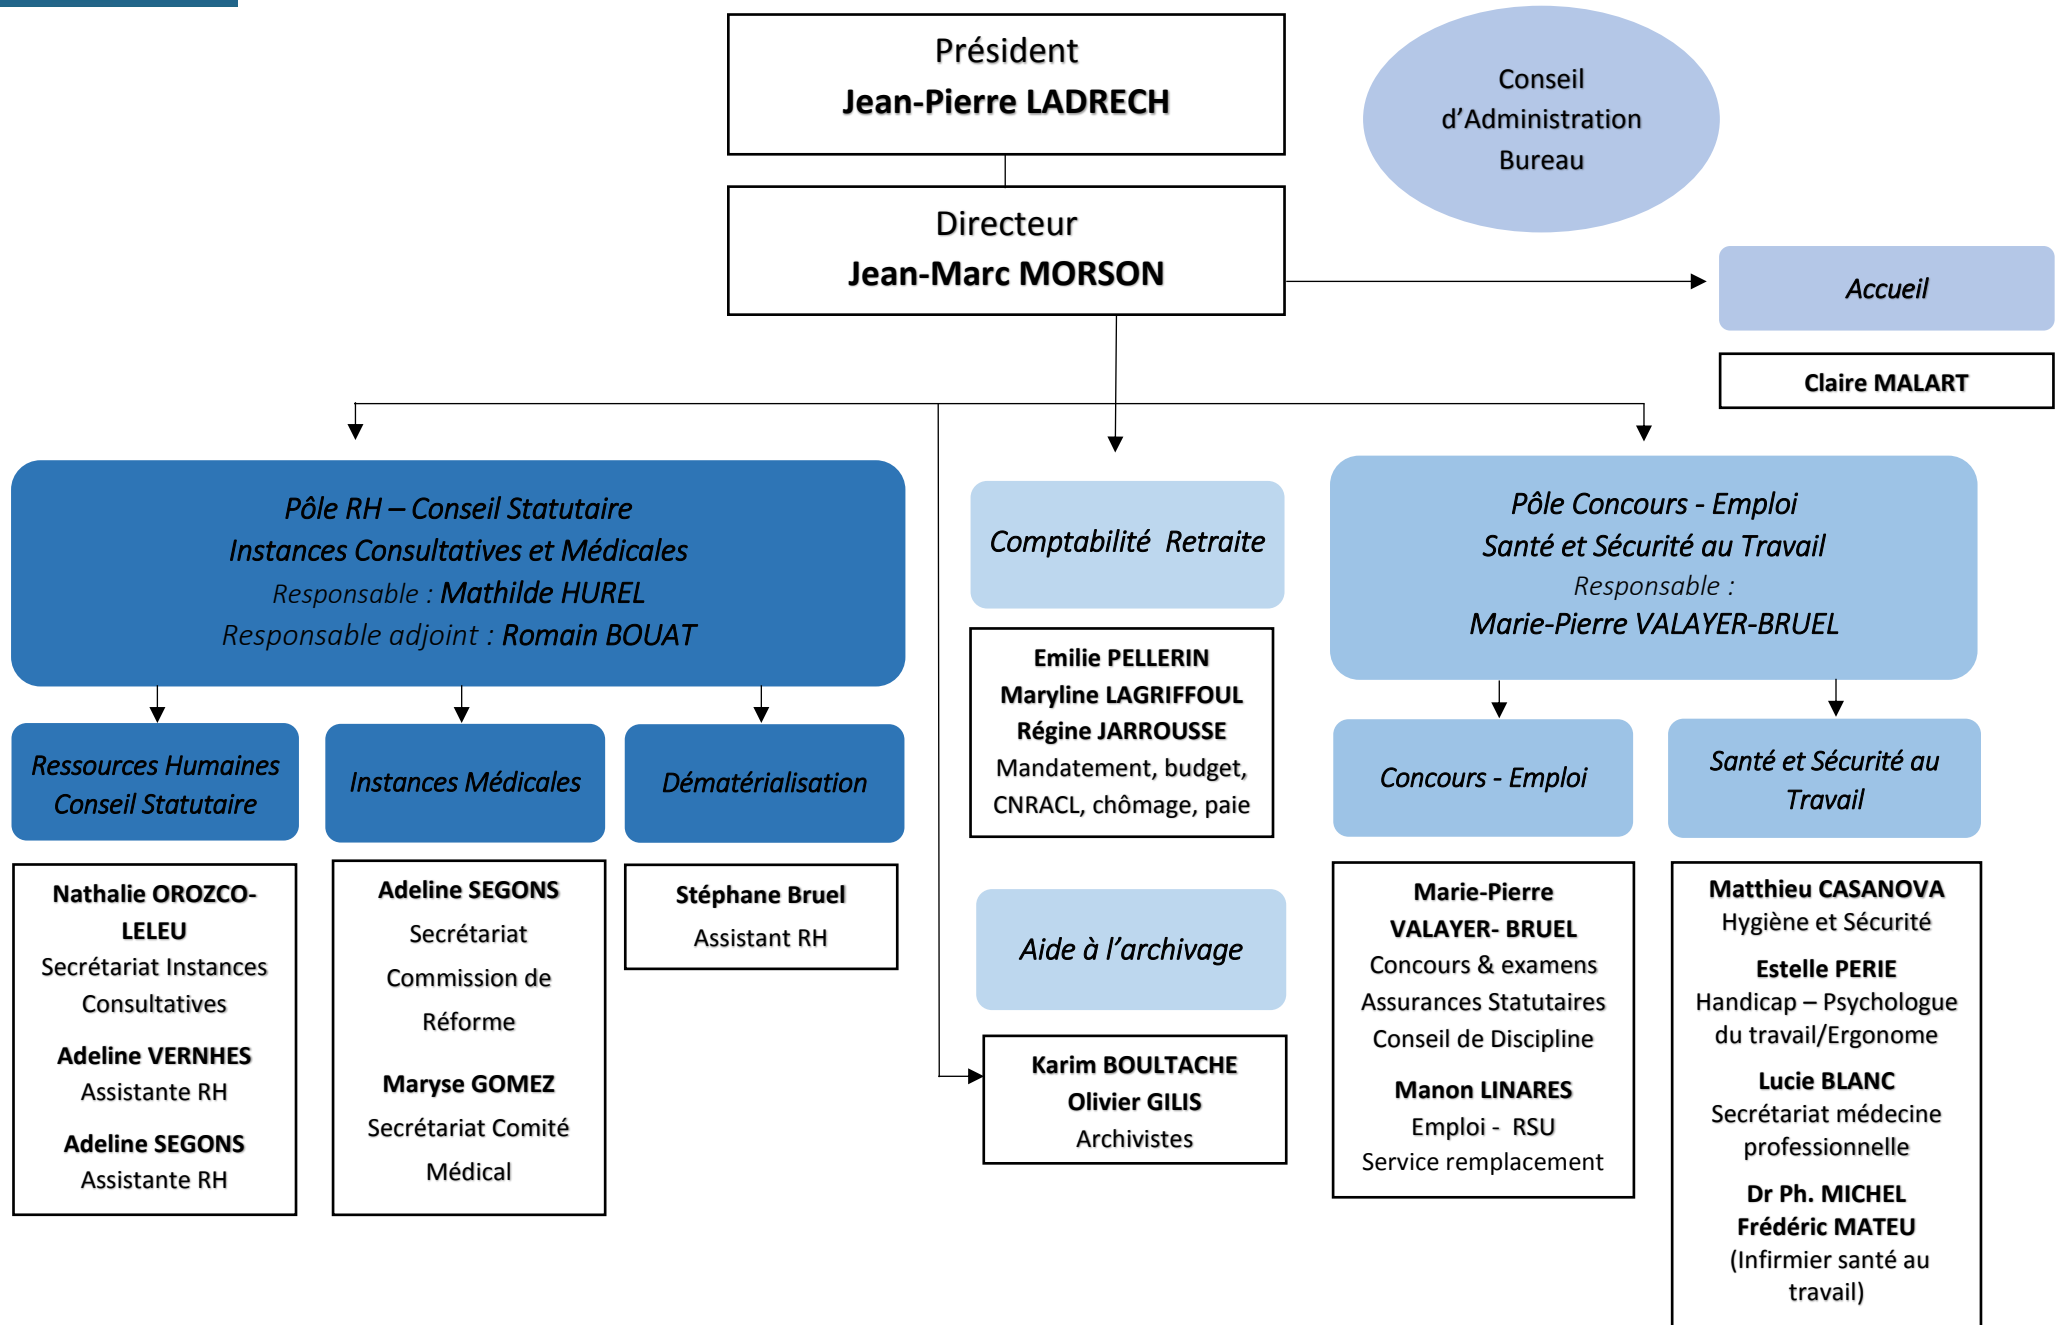 Président
Jean-Pierre LADRECH
Conseil
d’Administration
Bureau
Directeur
Jean-Marc MORSON
Accueil
Claire MALART
Pôle RH – Conseil Statutaire
Instances Consultatives et Médicales
Responsable : Mathilde HUREL
Responsable adjoint : Romain BOUAT
Ressources Humaines
Conseil Statutaire
Nathalie OROZCO-
LELEU
Secrétariat Instances
Consultatives
Adeline VERNHES
Assistante RH
Adeline SEGONS
Assistante RH
Instances Médicales
Adeline SEGONS
Secrétariat
Commission de
Réforme
Maryse GOMEZ
Secrétariat Comité
Médical
Dématérialisation
Stéphane Bruel
Assistant RH
Comptabilité  Retraite
Emilie PELLERIN
Maryline LAGRIFFOUL
Régine JARROUSSE
Mandatement, budget,
CNRACL, chômage, paie
Aide à l’archivage
Karim BOULTACHE
Olivier GILIS
Archivistes
Pôle Concours - Emploi
Santé et Sécurité au Travail
Responsable :
Marie-Pierre VALAYER-BRUEL
Concours - Emploi
Marie-Pierre
VALAYER- BRUEL
Concours & examens
Assurances Statutaires
Conseil de Discipline
Manon LINARES
Emploi -  RSU
Service remplacement
Santé et Sécurité au
Travail
Matthieu CASANOVA
Hygiène et Sécurité
Estelle PERIE
Handicap – Psychologue
du travail/Ergonome
Lucie BLANC
Secrétariat médecine
professionnelle
Dr Ph. MICHEL
Frédéric MATEU
(Infirmier santé au
travail)